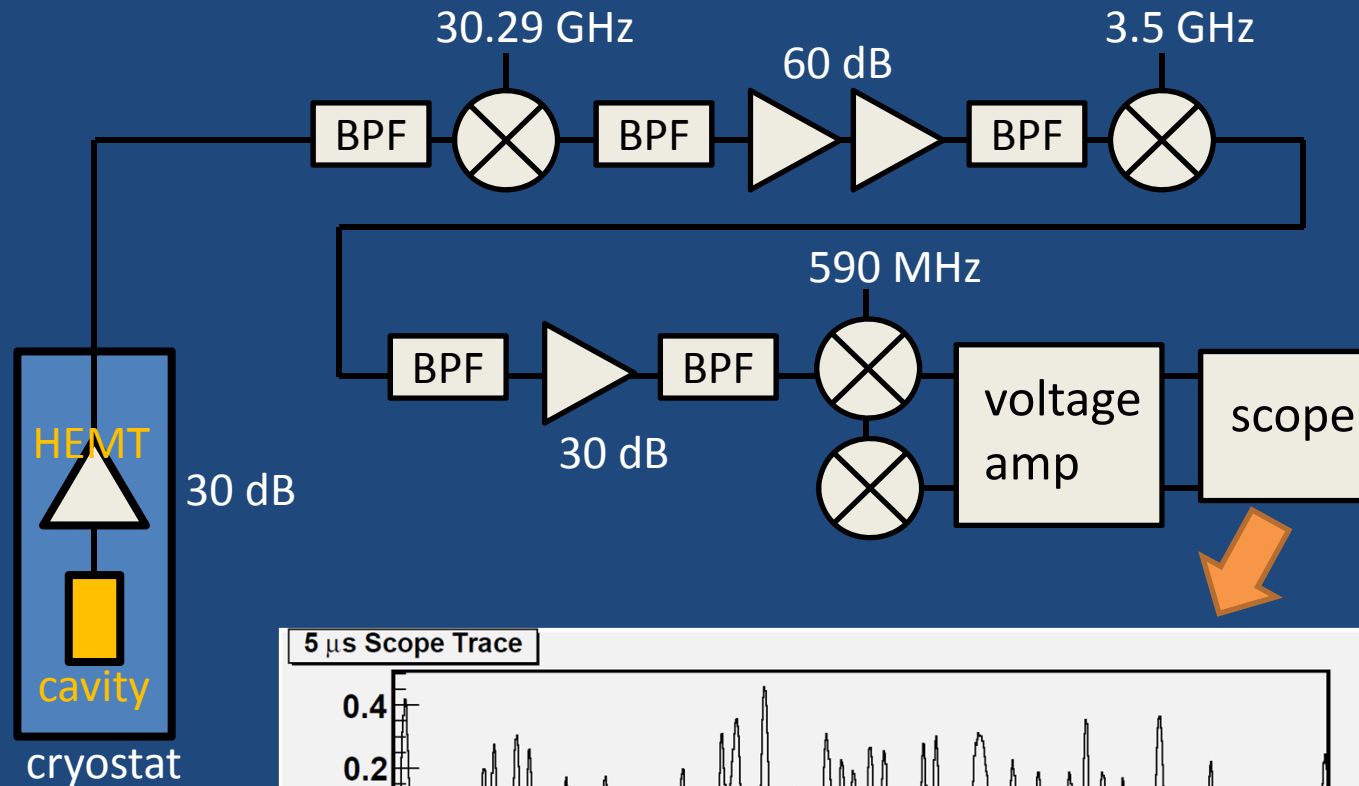 30.29 GHz
60 dB
3.5 GHz
BPF
BPF
BPF
590 MHz
BPF
BPF
30 dB
voltage
amp
scope
HEMT
30 dB
cavity
cryostat
5 μs Scope Trace
0.4
0.2